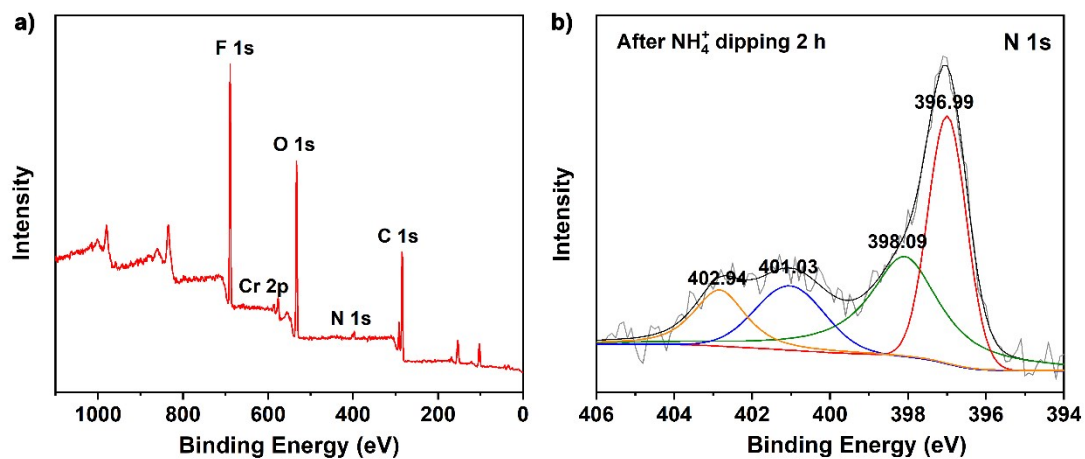 a)
F 1s
O 1s
C 1s
Cr 2p
N 1s
Intensity
1000 800 600 400 200 0
Binding Energy (eV)
b)
After NH₄⁺ dipping 2 h
N 1s
396.99
398.09
401.03
402.94
Intensity
406 404 402 400 397 396 394
Binding Energy (eV)